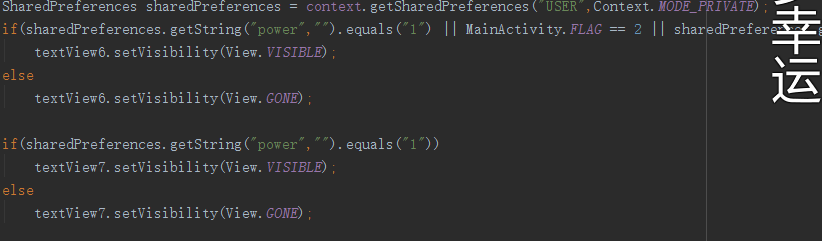 SharedPreferences sharedPreferences = context.getSharedPreferences("USER",Context.MODE_PRIVATE);
if(sharedPreferences.getString("power","").equals("1") || MainActivity.FLAG == 2 ||
textView6.setVisibility(View.VISIBLE);
else
textView6.setVisibility(View.GONE);
if(sharedPreferences.getString("power","").equals("1"))
textView7.setVisibility(View.VISIBLE);
else
textView7.setVisibility(View.GONE);
幸运